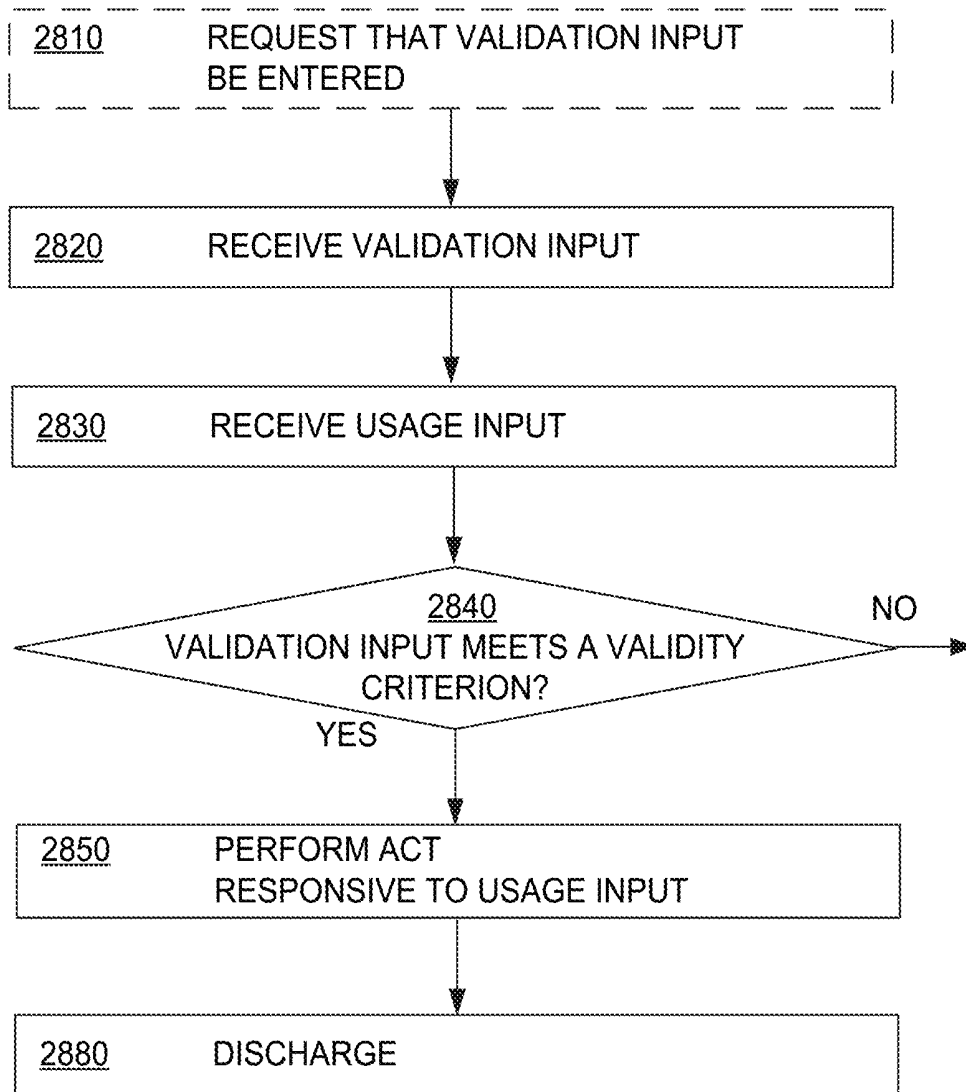 2810 REQUEST THAT VALIDATION INPUT
BE ENTERED
2820 RECEIVE VALIDATION INPUT
2830 RECEIVE USAGE INPUT
2840
VALIDATION INPUT MEETS A VALIDITY
CRITERION?
NO
YES
2850 PERFORM ACT
RESPONSIVE TO USAGE INPUT
2880 DISCHARGE